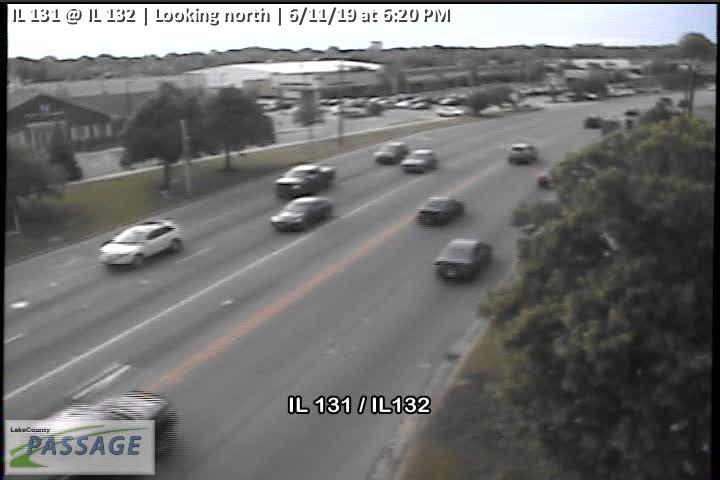 IL 131 @ IL 132 | Looking north | 6/11/19 at 6:20 PM
IL 131 / IL132
LakeCounty
PASSAGE